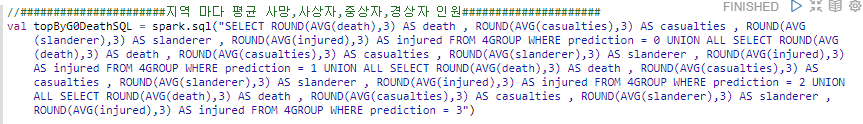 //######################지역 마다 평균 사망,사상자,중상자,경상자 인원#####################
FINISHED
val topByG0DeathSQL = spark.sql("SELECT ROUND(AVG(death),3) AS death , ROUND(AVG(casualties),3) AS casualties , ROUND(AVG
(slanderer),3) AS slanderer , ROUND(AVG(injured),3) AS injured FROM 4GROUP WHERE prediction = 0 UNION ALL SELECT ROUND(AVG
(death),3) AS death , ROUND(AVG(casualties),3) AS casualties , ROUND(AVG(slanderer),3) AS slanderer , ROUND(AVG(injured),3)
AS injured FROM 4GROUP WHERE prediction = 1 UNION ALL SELECT ROUND(AVG(death),3) AS death , ROUND(AVG(casualties),3) AS
casualties , ROUND(AVG(slanderer),3) AS slanderer , ROUND(AVG(injured),3) AS injured FROM 4GROUP WHERE prediction = 2 UNION
ALL SELECT ROUND(AVG(death),3) AS death , ROUND(AVG(casualties),3) AS casualties , ROUND(AVG(slanderer),3) AS slanderer ,
ROUND(AVG(injured),3) AS injured FROM 4GROUP WHERE prediction = 3")